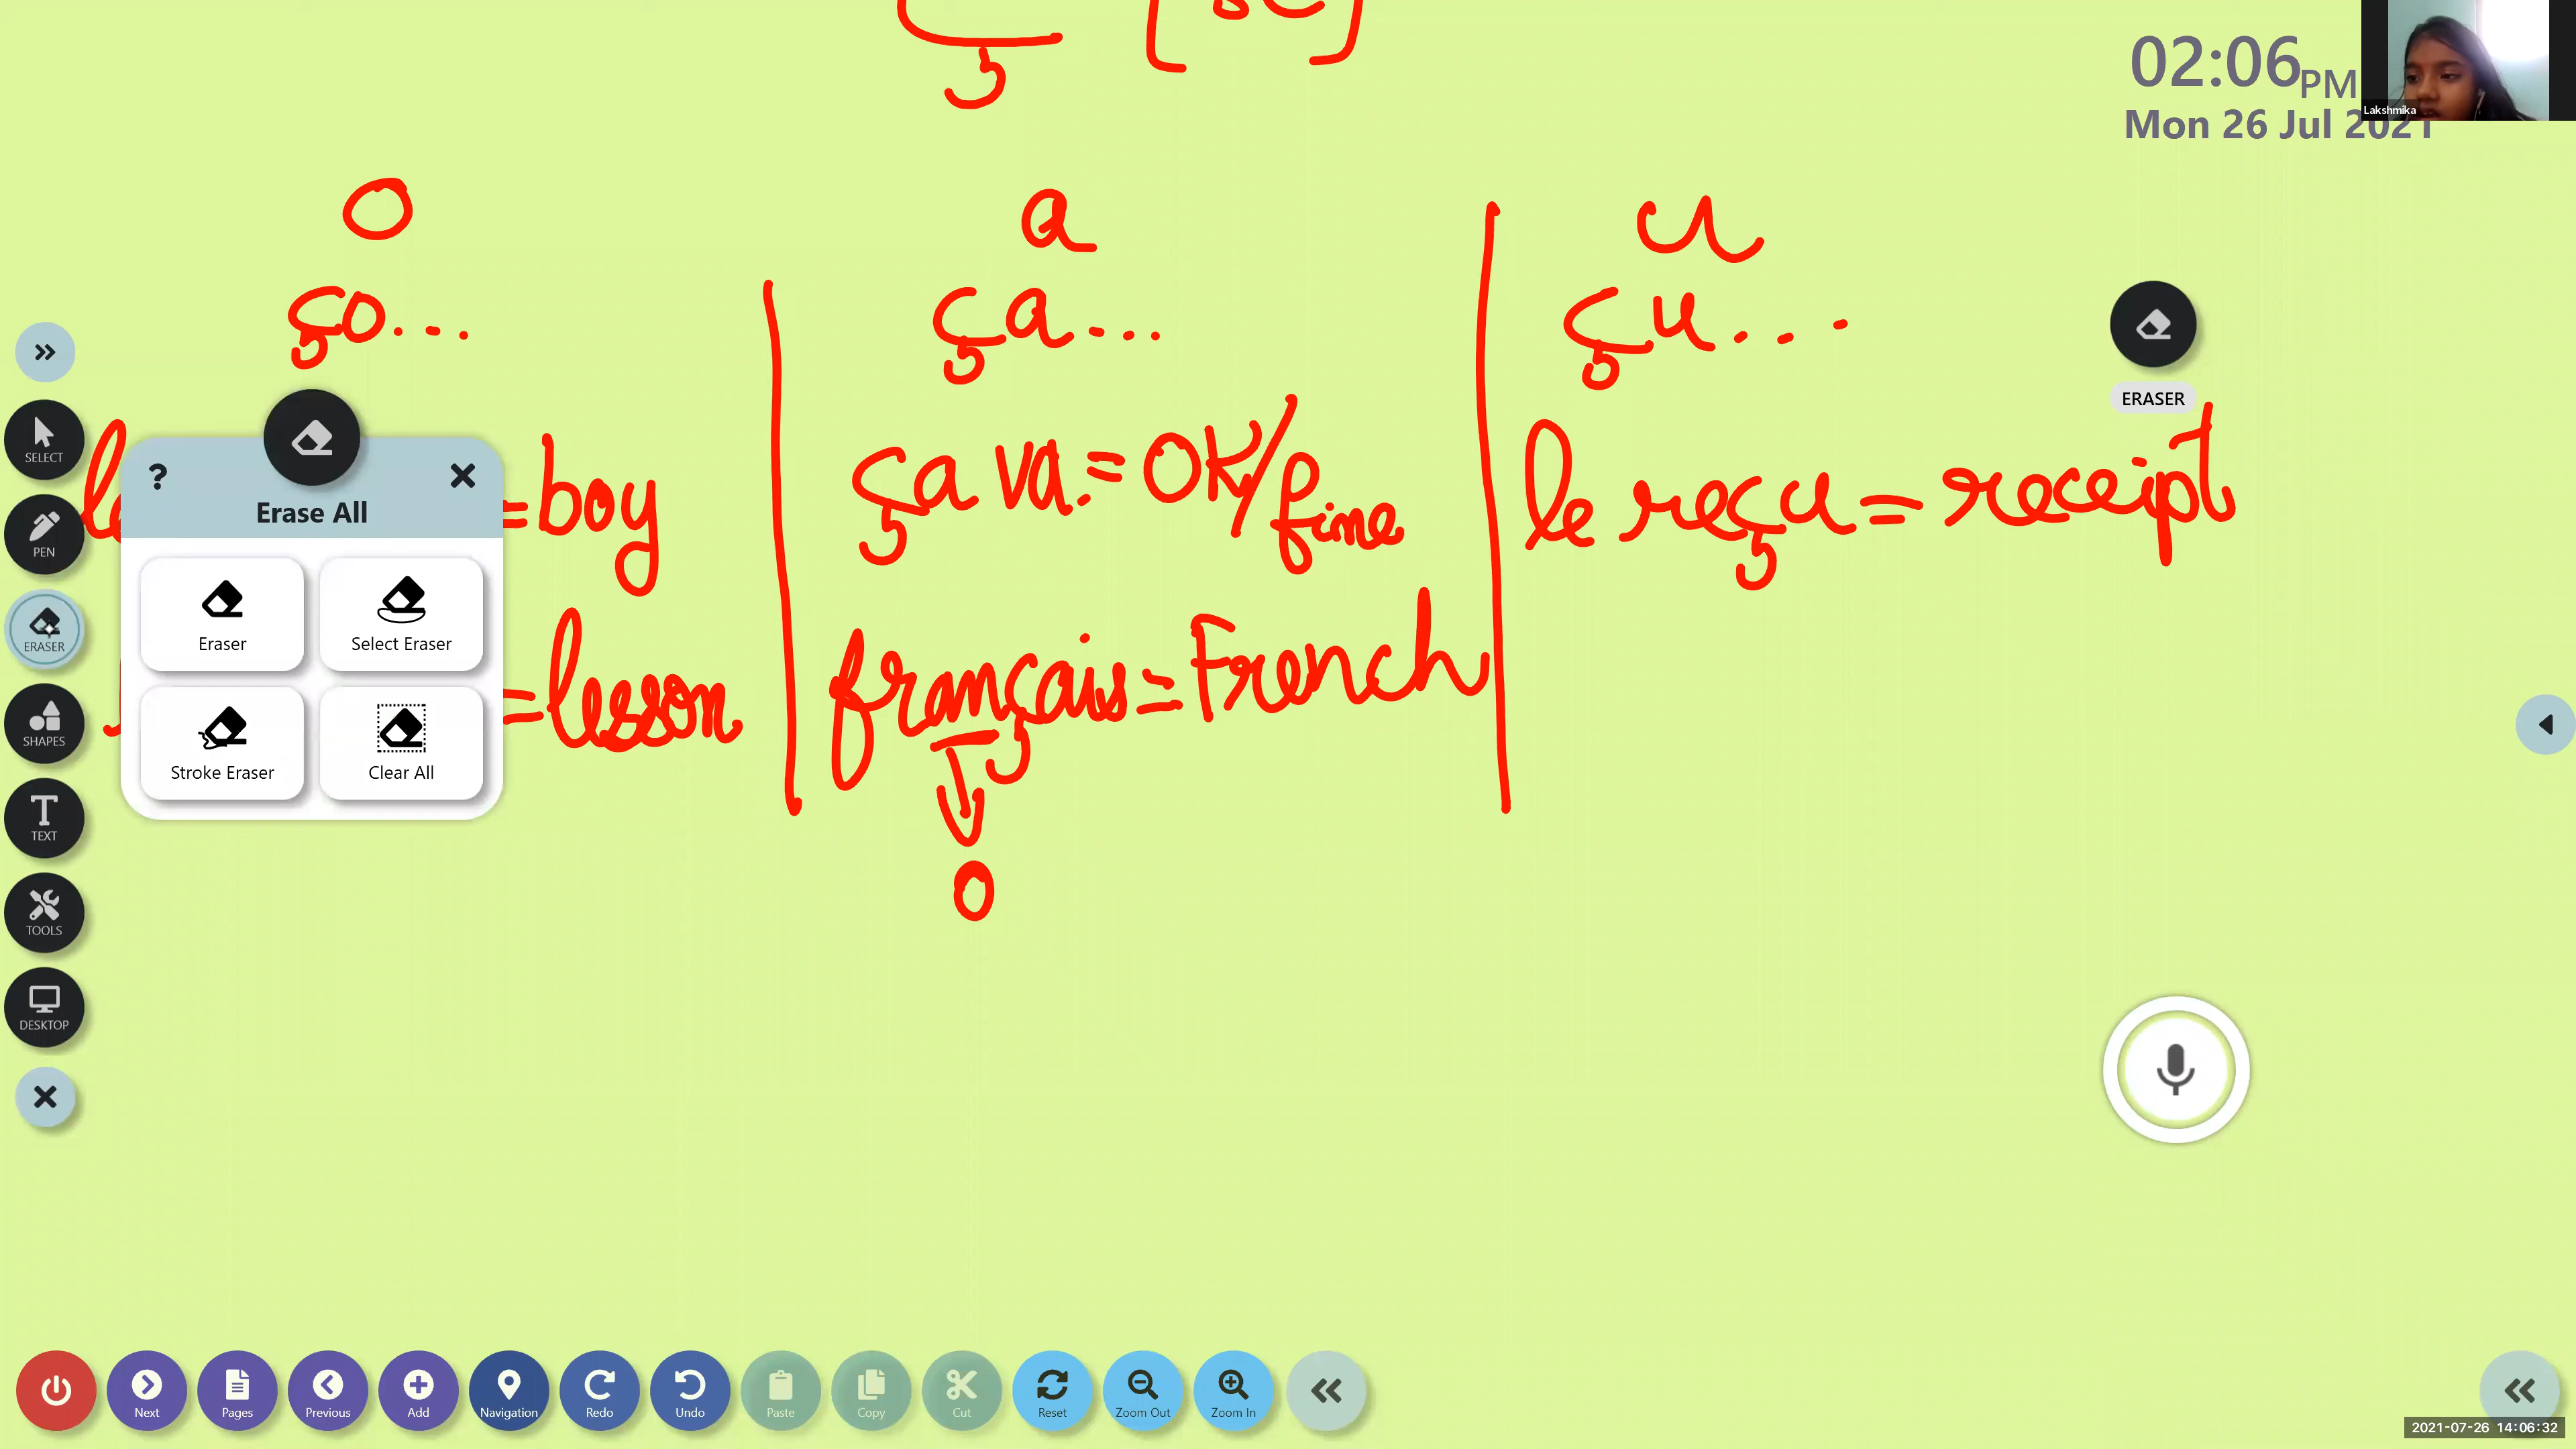 02:06 PM
Lakshmika
Mon 26 Jul 2021
o a u
ço... ça... çu...
ERASER
=boy
ça va.=OK/fine
le reçu=receipt
=lesson
français=French
o
?
Erase All
Eraser
Select Eraser
Stroke Eraser
Clear All
SELECT
PEN
ERASER
SHAPES
TEXT
TOOLS
DESKTOP
Next
Pages
Previous
Add
Navigation
Redo
Undo
Paste
Copy
Cut
Reset
Zoom Out
Zoom In
2021-07-26 14:06:32